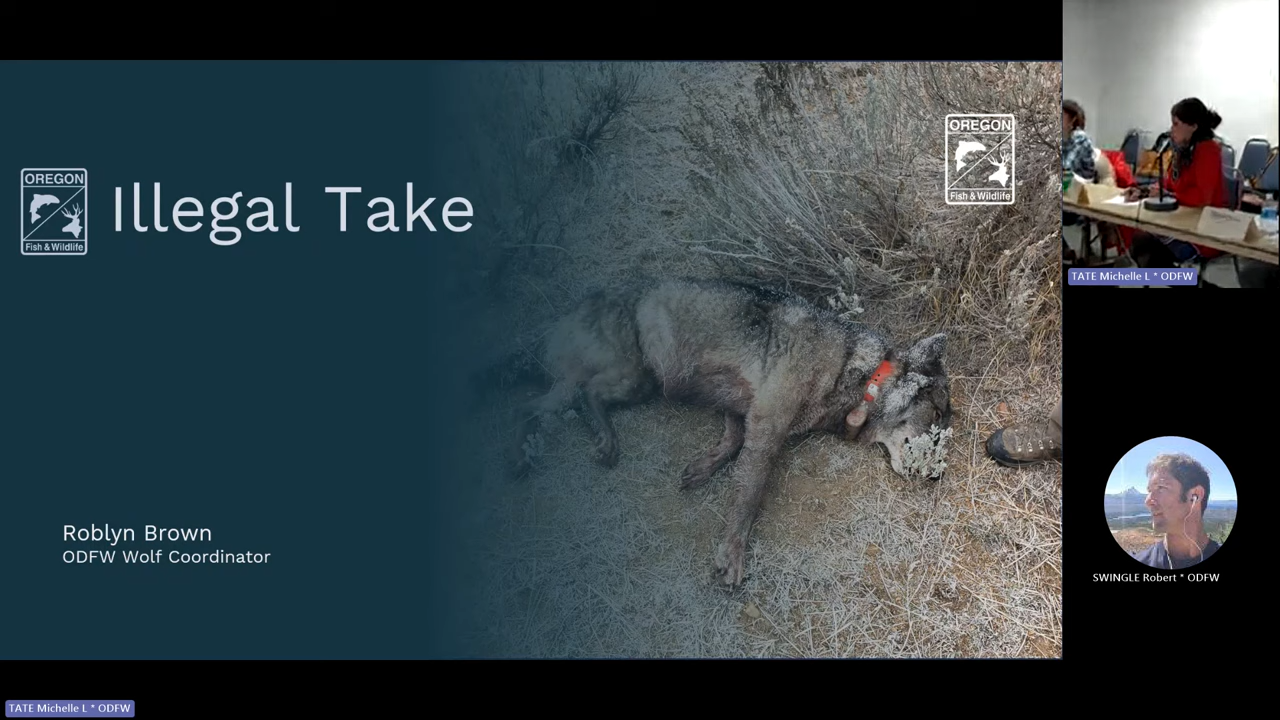 OREGON
Fish & Wildlife
Illegal Take
Roblyn Brown
ODFW Wolf Coordinator
OREGON
Fish & Wildlife
TATE Michelle L * ODFW
SWINGLE Robert * ODFW
TATE Michelle L * ODFW